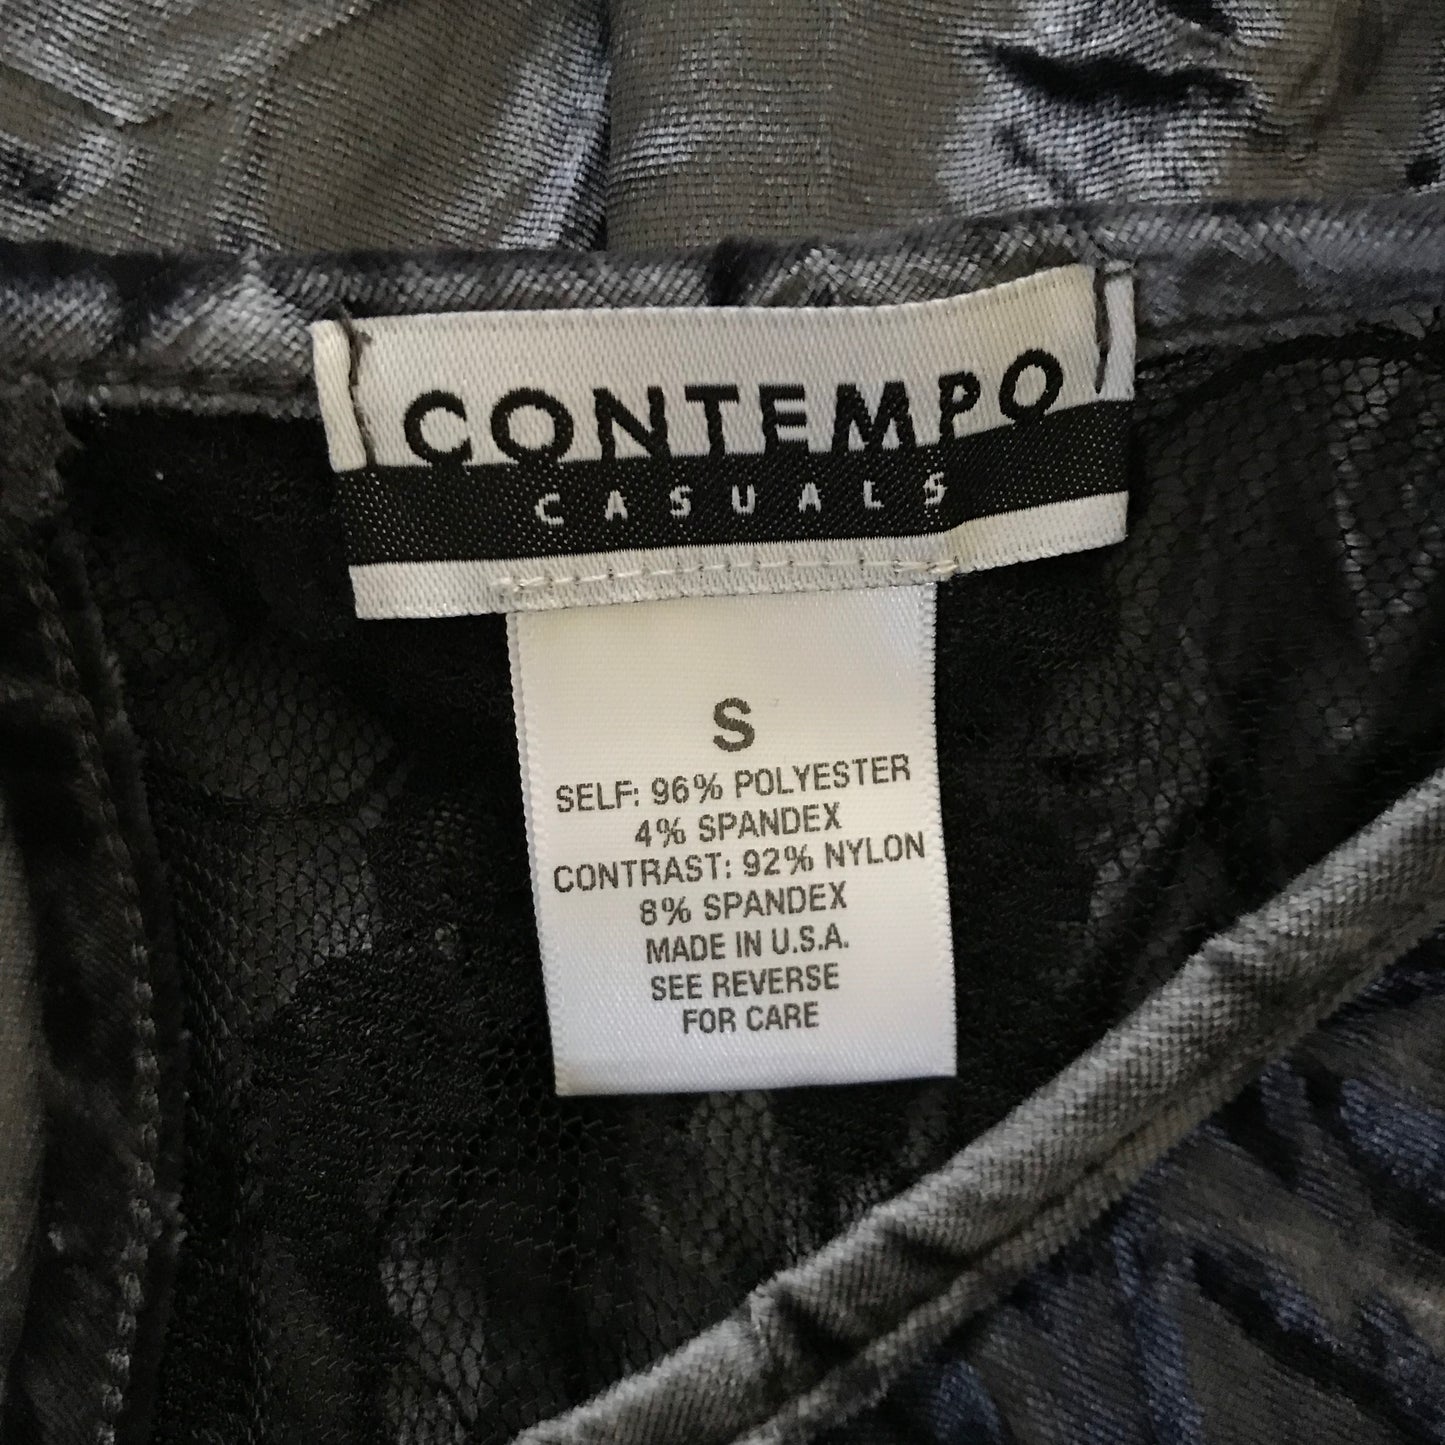 CONTEMPO
CASUALS
S
SELF: 96% POLYESTER
4% SPANDEX
CONTRAST: 92% NYLON
8% SPANDEX
MADE IN U.S.A.
SEE REVERSE
FOR CARE